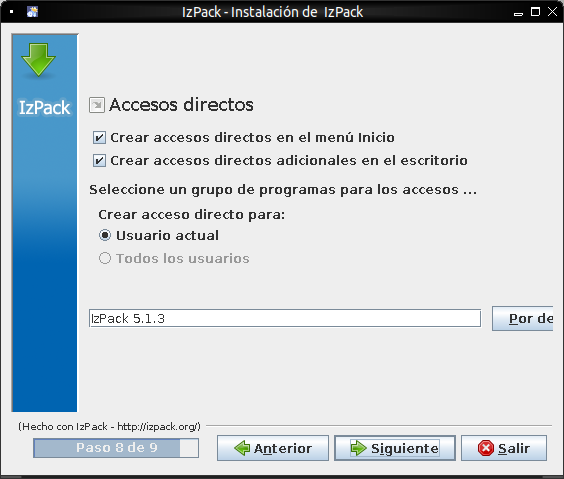 IzPack - Instalación de IzPack
IzPack
Accesos directos
Crear accesos directos en el menú Inicio
Crear accesos directos adicionales en el escritorio
Seleccione un grupo de programas para los accesos ...
Crear acceso directo para:
Usuario actual
Todos los usuarios
IzPack 5.1.3
Por de
(Hecho con IzPack - http://izpack.org/)
Paso 8 de 9
Anterior
Siguiente
Salir